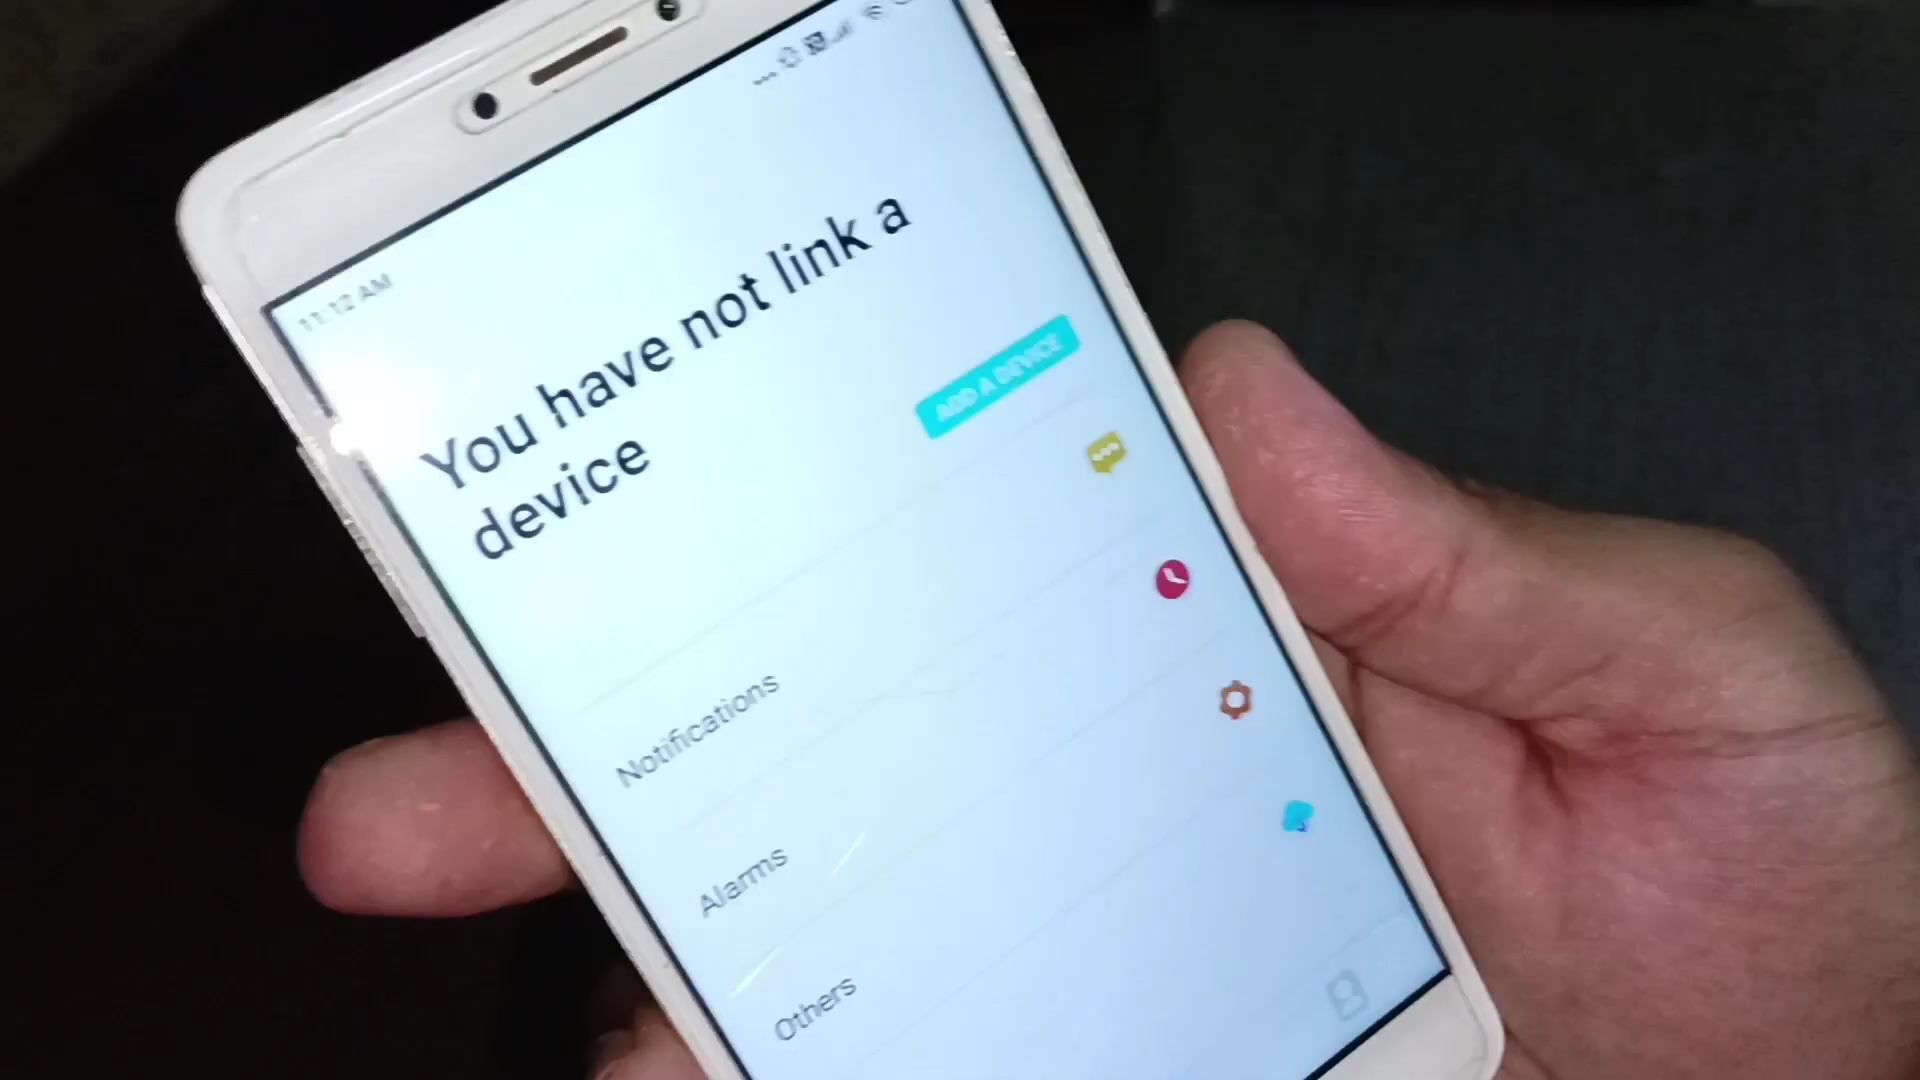 11:12 AM
You have not link a
device
ADD A DEVICE
Notifications
Alarms
Others